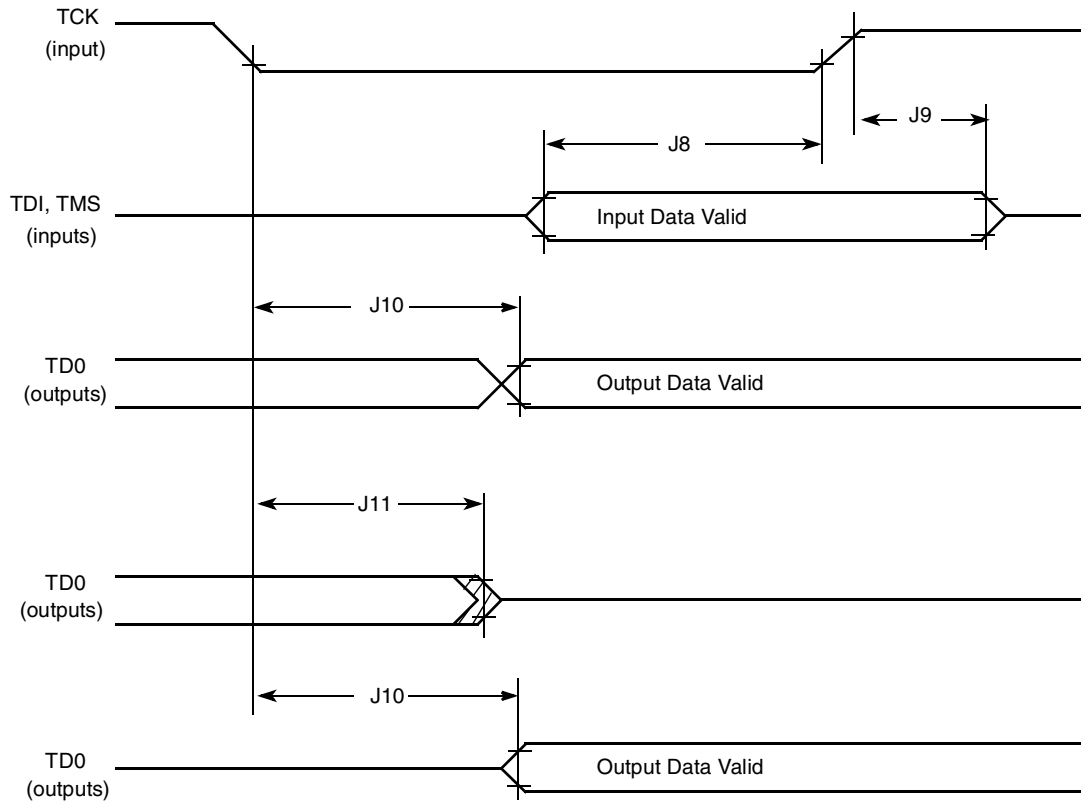 TCK
(input)
J9
J8
TDI, TMS
(inputs)
Input Data Valid
J10
TD0
(outputs)
Output Data Valid
J11
TD0
(outputs)
J10
TD0
(outputs)
Output Data Valid